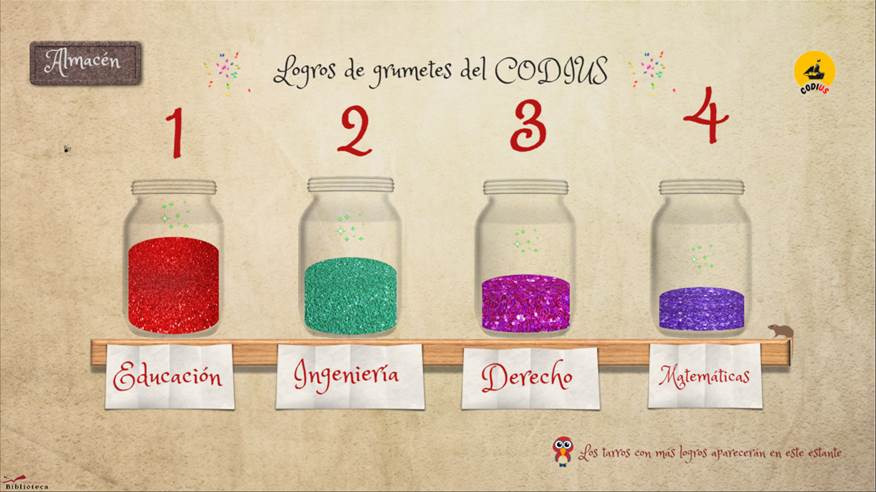 Almacén
Logros de grumetes del CODIUS
CODIUS
1
2
3
4
Educación
Ingeniería
Derecho
Matemáticas
Los tarros con más logros aparecerán en este estante
Biblioteca